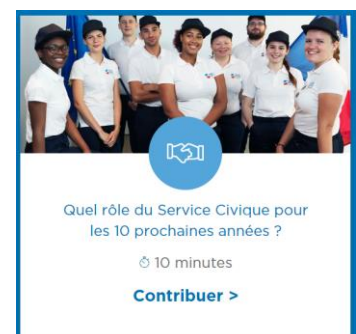 Quel rôle du Service Civique pour
les 10 prochaines années ?
10 minutes
Contribuer >